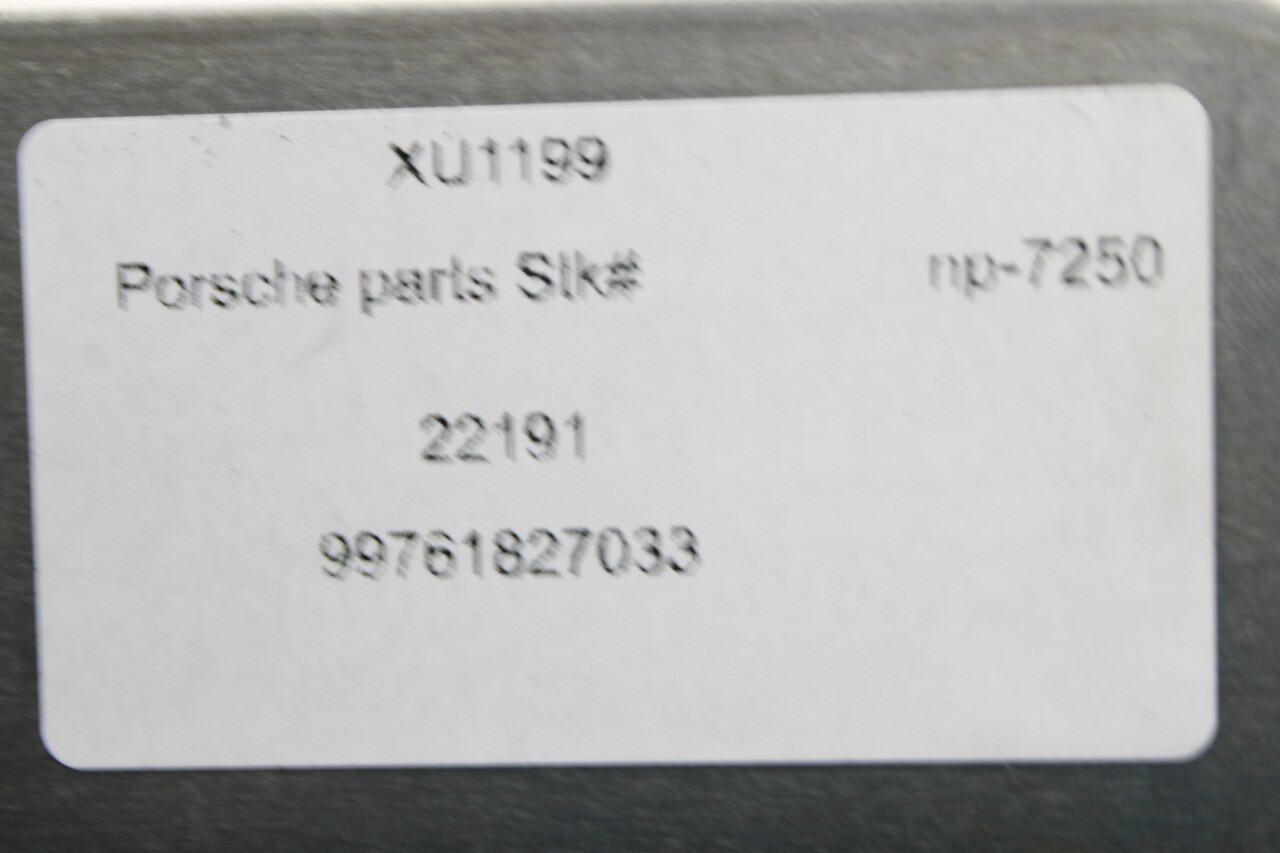 XU1199
Porsche parts Stk# np-7250
22191
99761827033